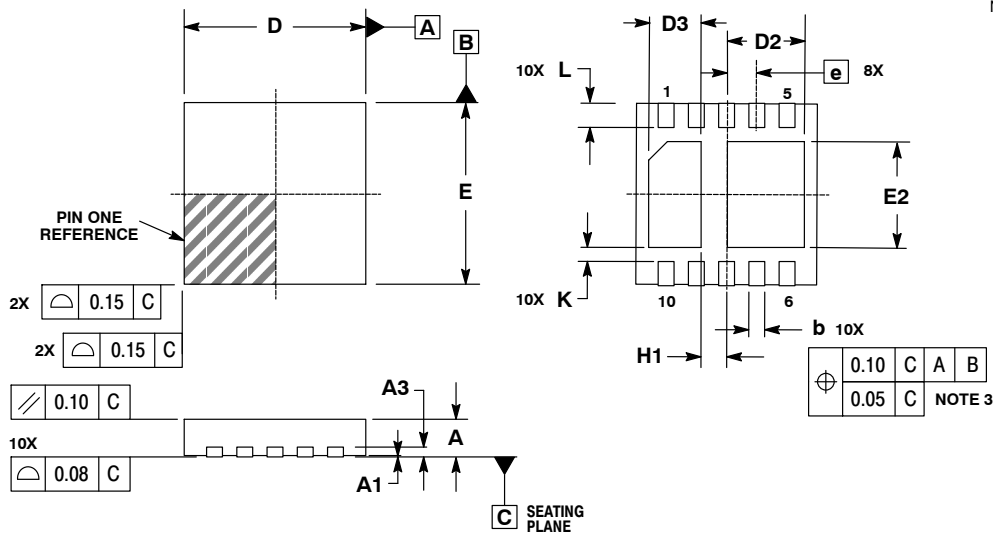 D
A
B
E
PIN ONE
REFERENCE
2X ⌓ 0.15 C
2X ⌓ 0.15 C
⫽ 0.10 C
10X
⌓ 0.08 C
A3
A
A1
C SEATING
PLANE
D3
D2
10X L
e 8X
1 5
E2
10X K
10 6
b 10X
H1
⌖ 0.10 C A B
0.05 C NOTE 3